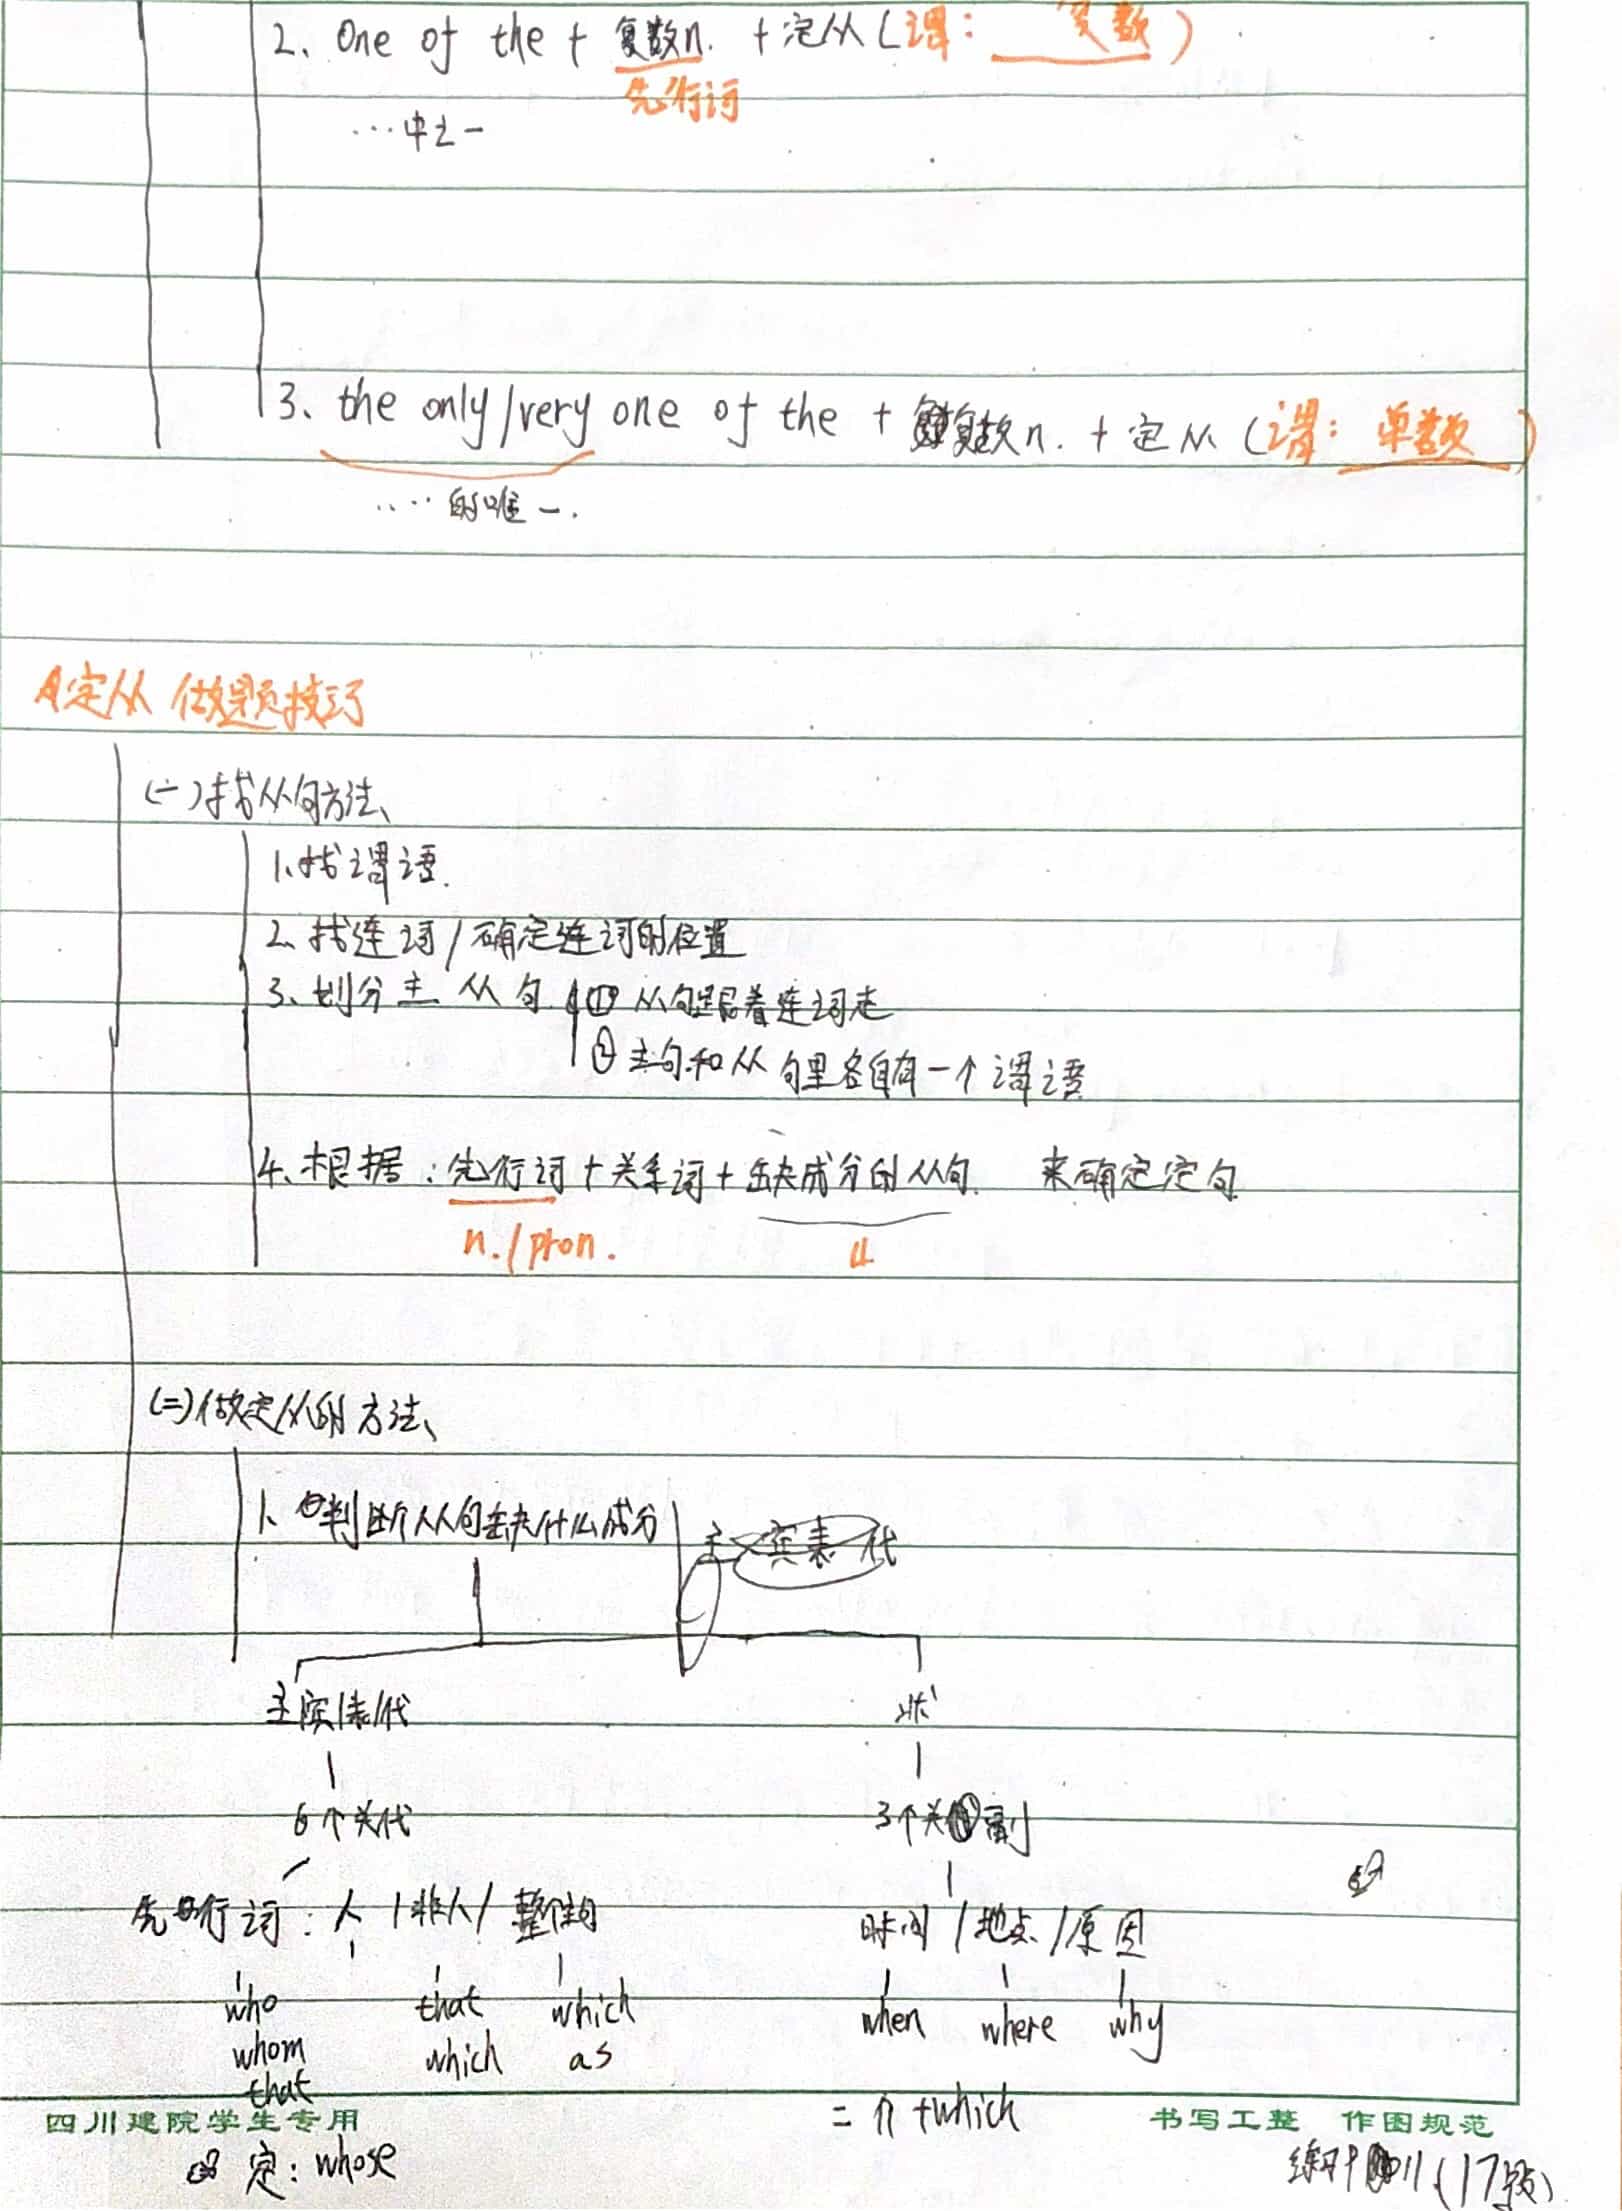 2、One of the + 复数n. + 定从(谓: 复数)
先行词
…中之一
3、the only/very one of the + 复数n. + 定从(谓: 单数)
……的唯一.
定从 做题技巧
(一)找从句方法、
1、找谓语.
2、找连词/确定连词的位置
3、划分主从句 ① 从句跟着连词走
② 主句和从句里各自有一个谓语
4、根据:先行词+关系词+缺成分的从句 来确定定句
n./pron.
(二)做定从的方法、
1、判断从句缺什么成分
主 宾 表 代
主/宾/表/代 状
6个关代 3个关副
先行词: 人/非人/整句 时间/地点/原因
who that which when where why
whom which as
that
= n+which
四川建院学生专用 书写工整 作图规范
定: whose
练习十 11 (17题)